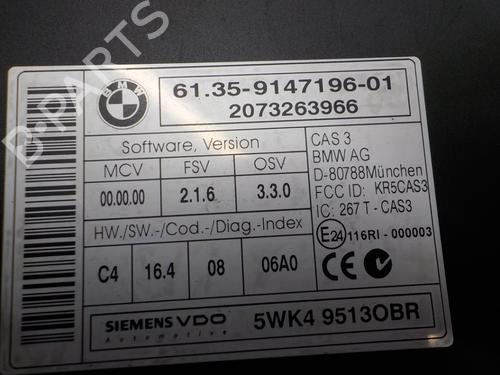 B-PARTS
BMW
61.35-9147196-01
2073263966
Software, Version
MCV FSV OSV
00.00.00 2.1.6 3.3.0
HW./SW.-/Cod.-/Diag.-Index
C4 16.4 08 06A0
CAS 3
BMW AG
D-80788München
FCC ID: KR5CAS3
IC: 267 T - CAS3
E24 116RI - 000003
CE
SIEMENS VDO
Automotive
5WK4 9513OBR